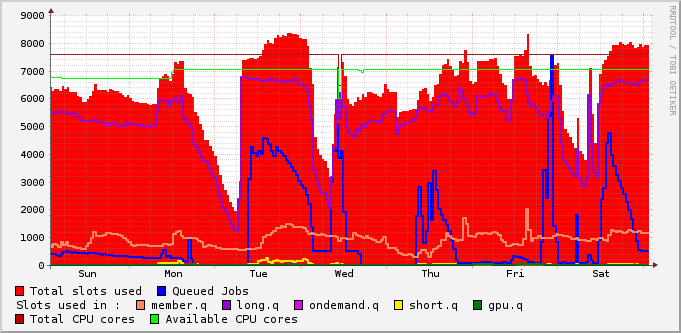 RRDTOOL / TOBI OETIKER
9000
8000
7000
6000
5000
4000
3000
2000
1000
0
Sun Mon Tue Wed Thu Fri Sat
Total slots used Queued Jobs
Slots used in : member.q long.q ondemand.q short.q gpu.q
Total CPU cores Available CPU cores